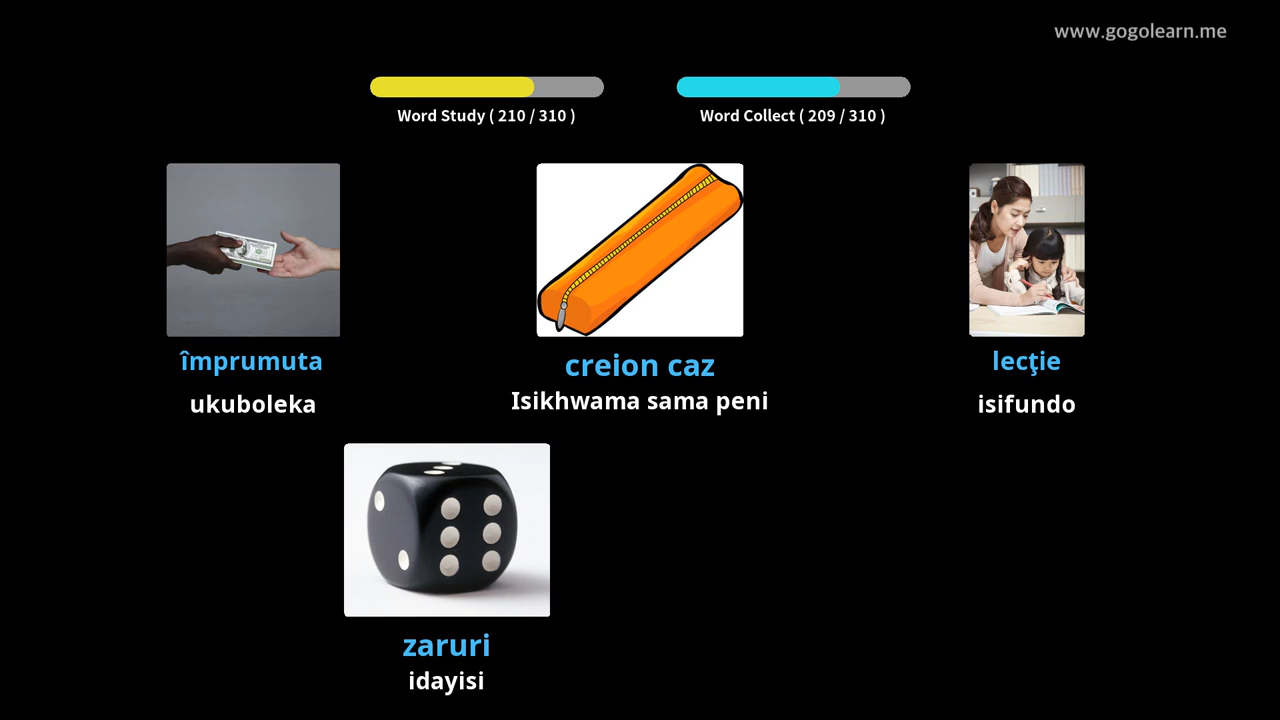 www.gogolearn.me
Word Study ( 210 / 310 )
Word Collect ( 209 / 310 )
împrumuta
ukuboleka
creion caz
Isikhwama sama peni
lecţie
isifundo
zaruri
idayisi